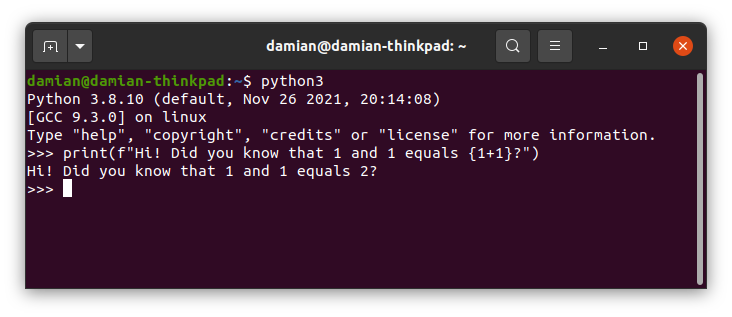 damian@damian-thinkpad: ~
damian@damian-thinkpad:~$ python3
Python 3.8.10 (default, Nov 26 2021, 20:14:08)
[GCC 9.3.0] on linux
Type "help", "copyright", "credits" or "license" for more information.
>>> print(f"Hi! Did you know that 1 and 1 equals {1+1}?")
Hi! Did you know that 1 and 1 equals 2?
>>>